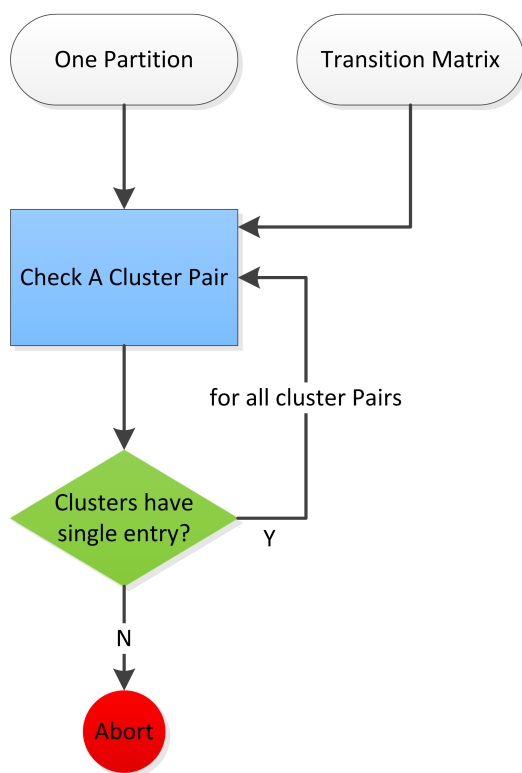 One Partition
Transition Matrix
Check A Cluster Pair
for all cluster Pairs
Clusters have
single entry?
Y
N
Abort